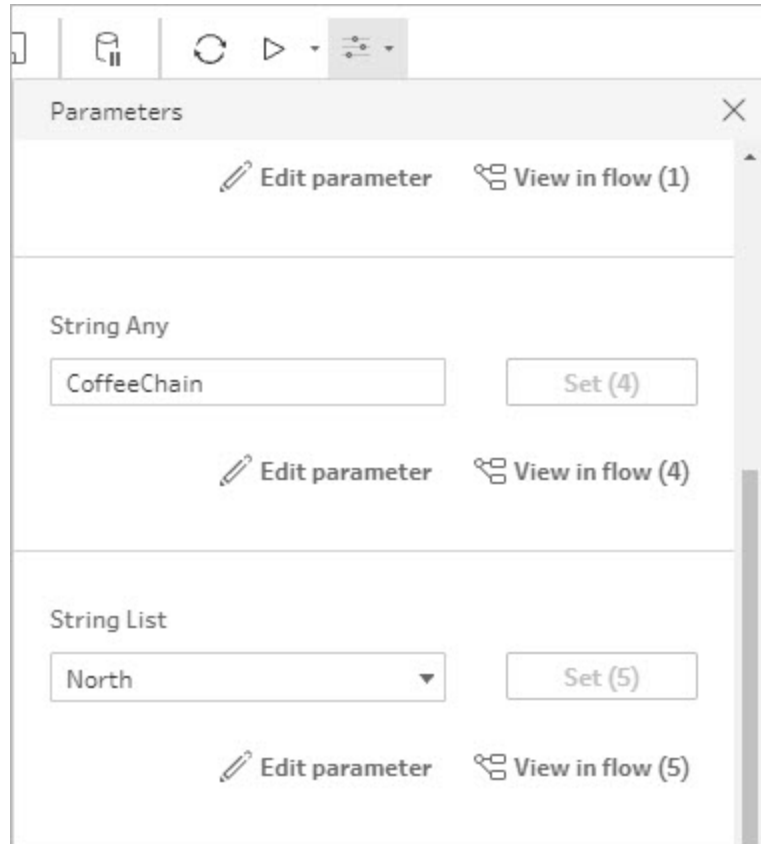 Parameters
Edit parameter View in flow (1)
String Any
CoffeeChain Set (4)
Edit parameter View in flow (4)
String List
North Set (5)
Edit parameter View in flow (5)